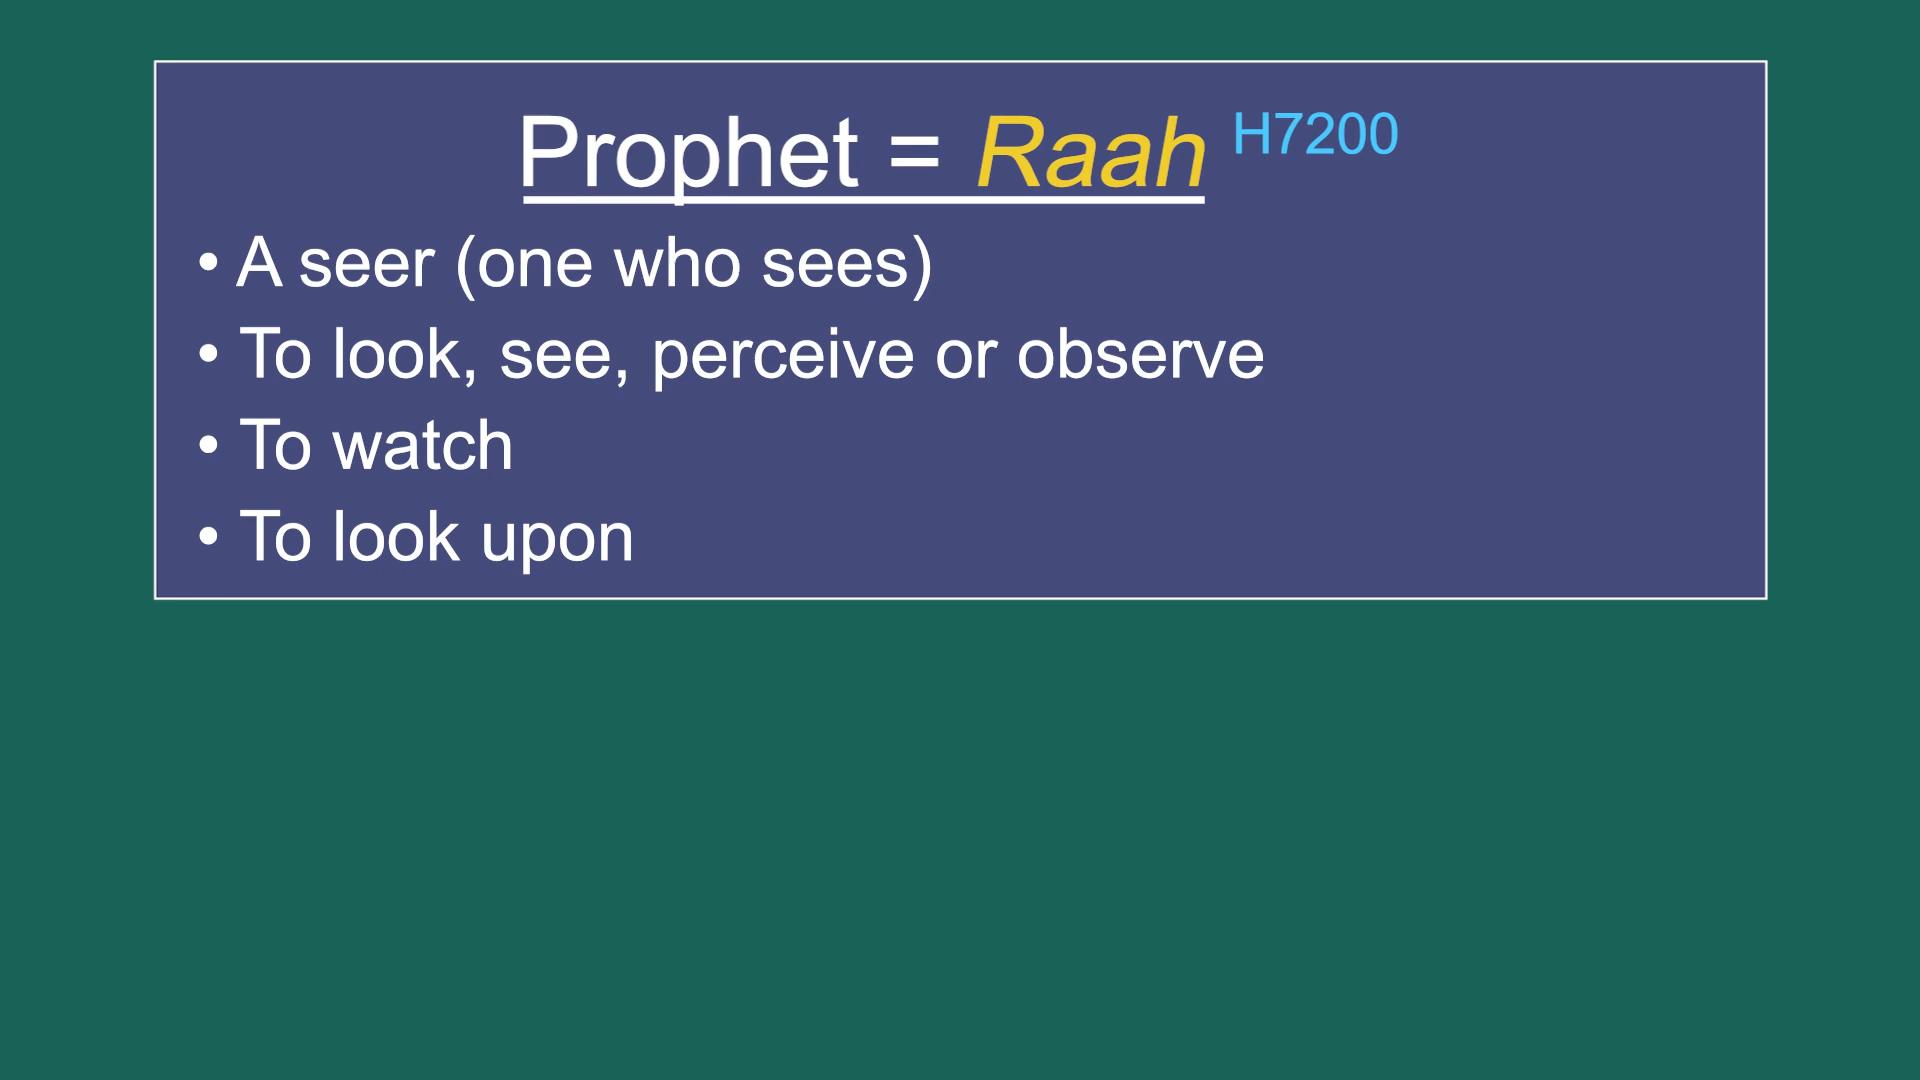 Prophet = Raah H7200
• A seer (one who sees)
• To look, see, perceive or observe
• To watch
• To look upon